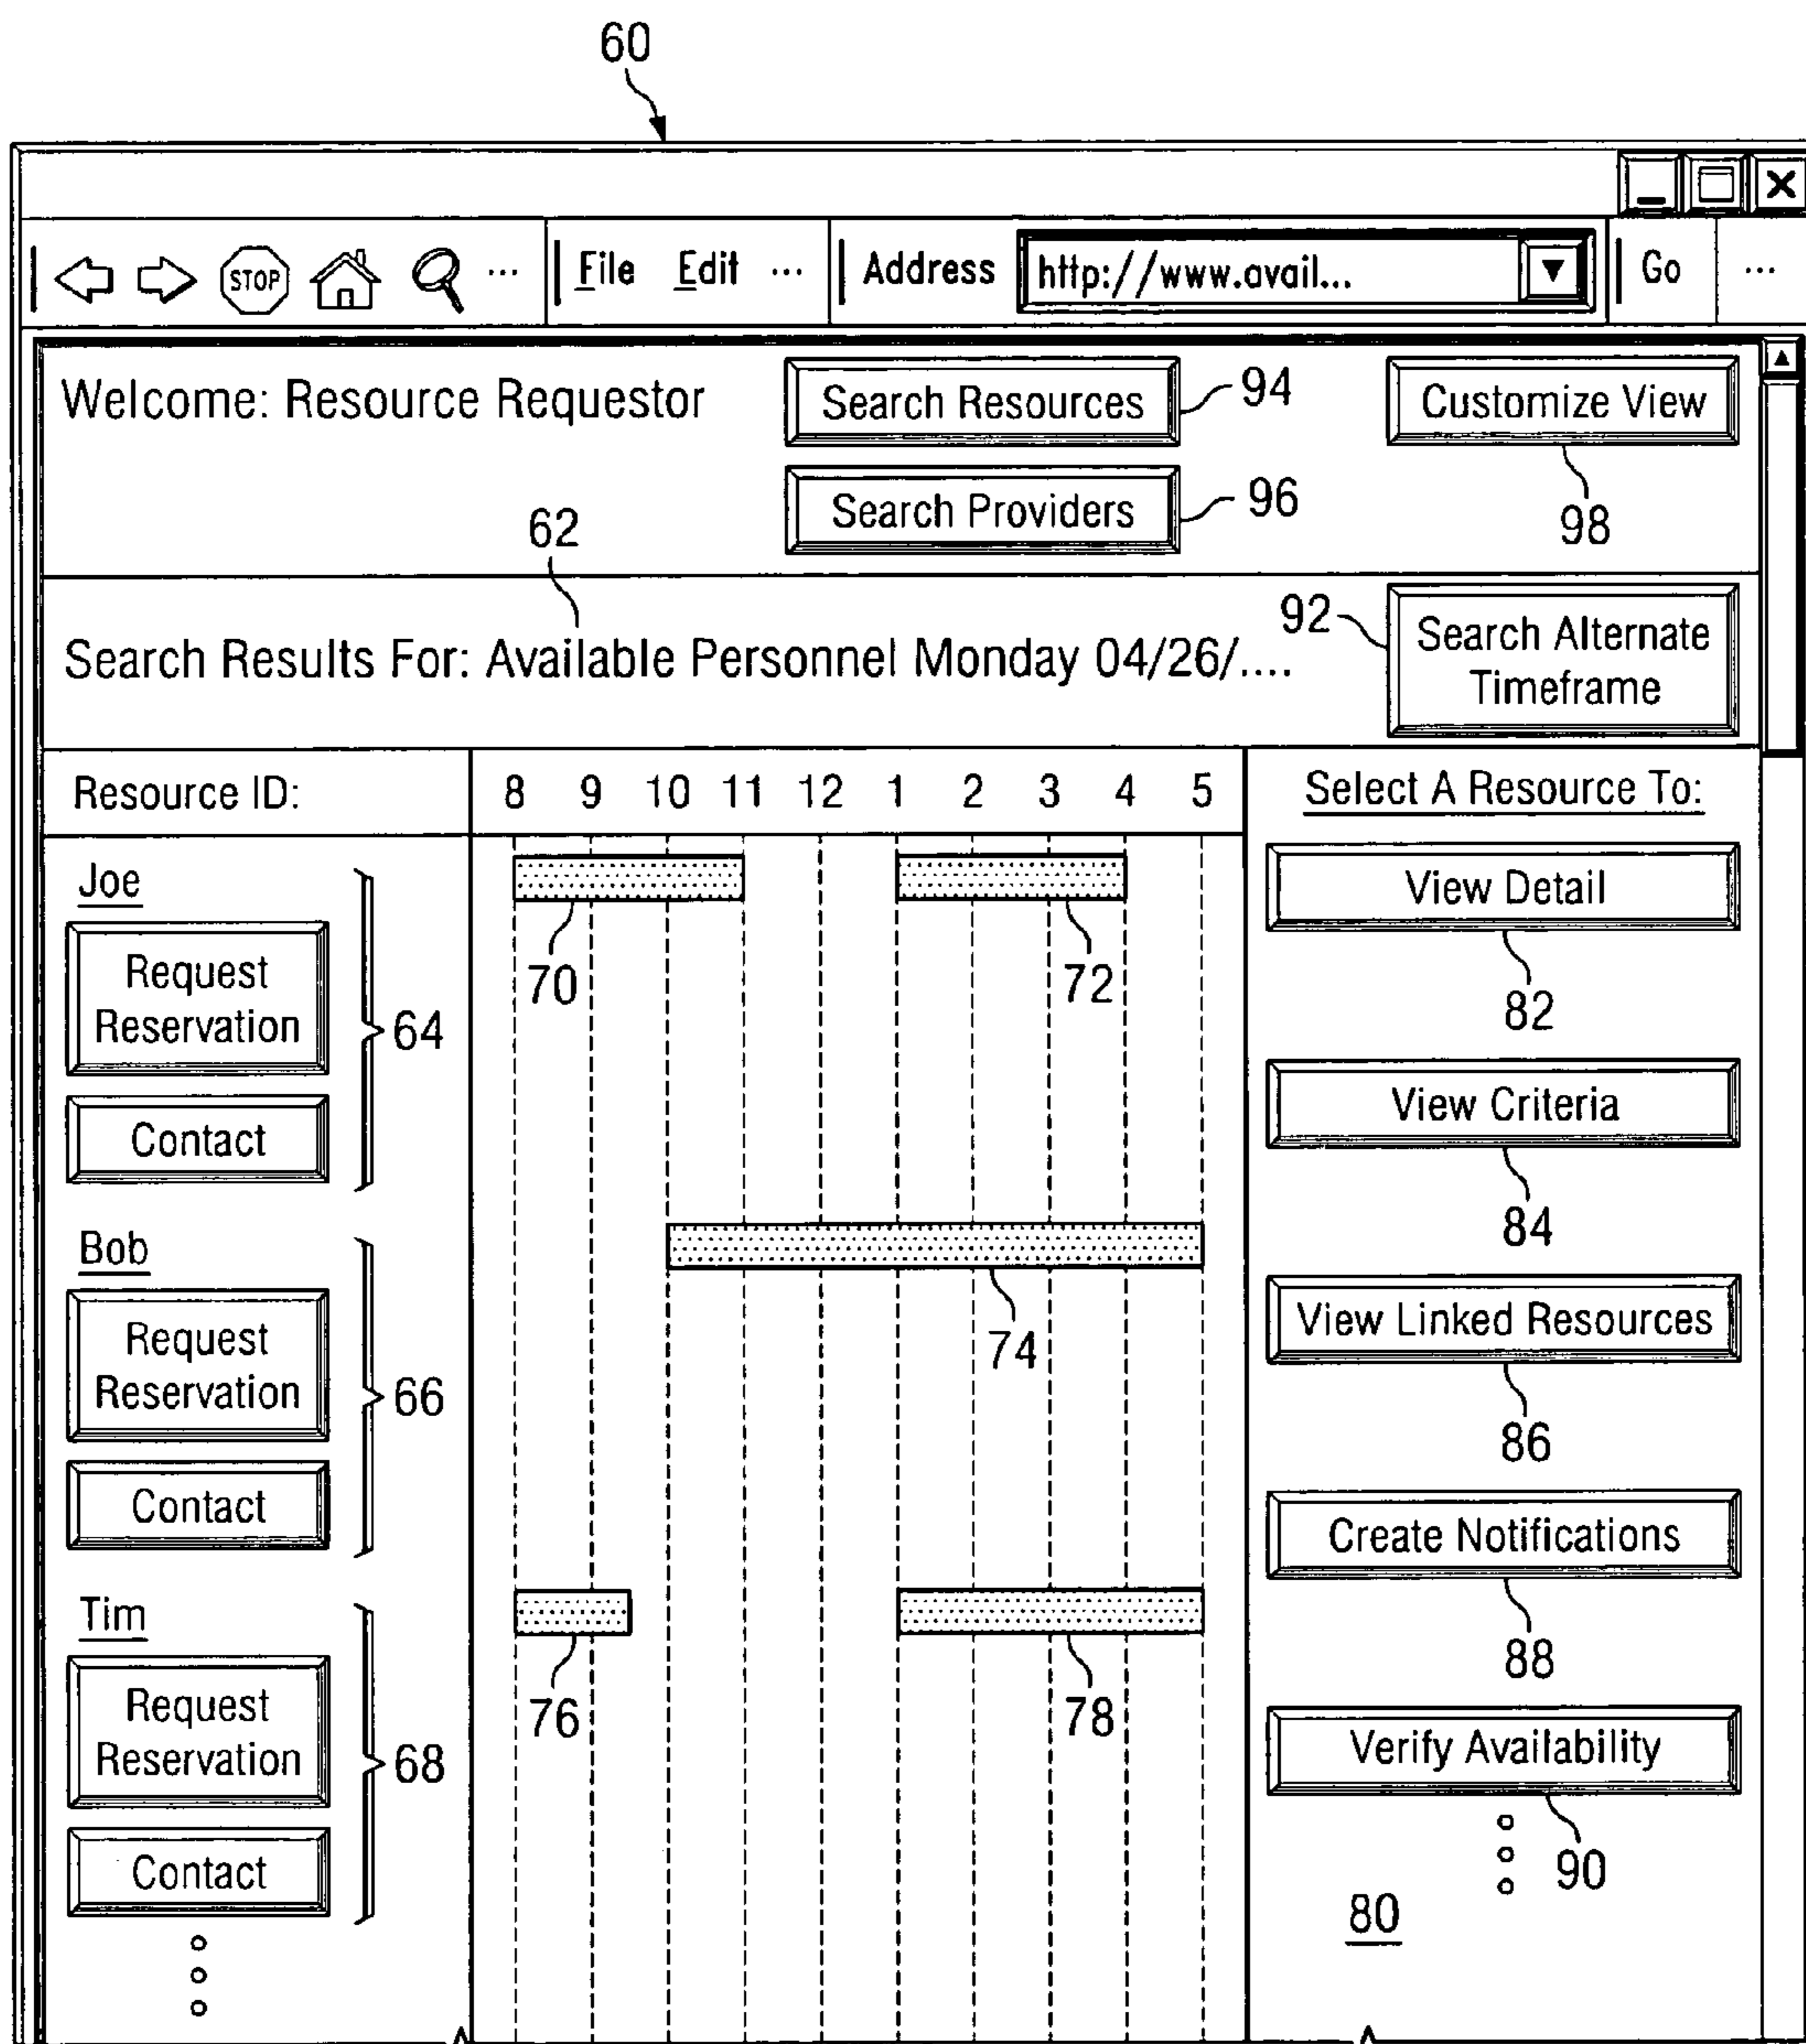 60
STOP ... File Edit ... Address http://www.avail... Go ...
Welcome: Resource Requestor
Search Resources
94
Customize View
98
Search Providers
96
62
Search Results For: Available Personnel Monday 04/26/....
92
Search Alternate
Timeframe
Resource ID:
8 9 10 11 12 1 2 3 4 5
Select A Resource To:
Joe
Request
Reservation
Contact
64
70
72
View Detail
82
View Criteria
84
Bob
Request
Reservation
Contact
66
74
View Linked Resources
86
Create Notifications
88
Tim
Request
Reservation
Contact
68
76
78
Verify Availability
90
80